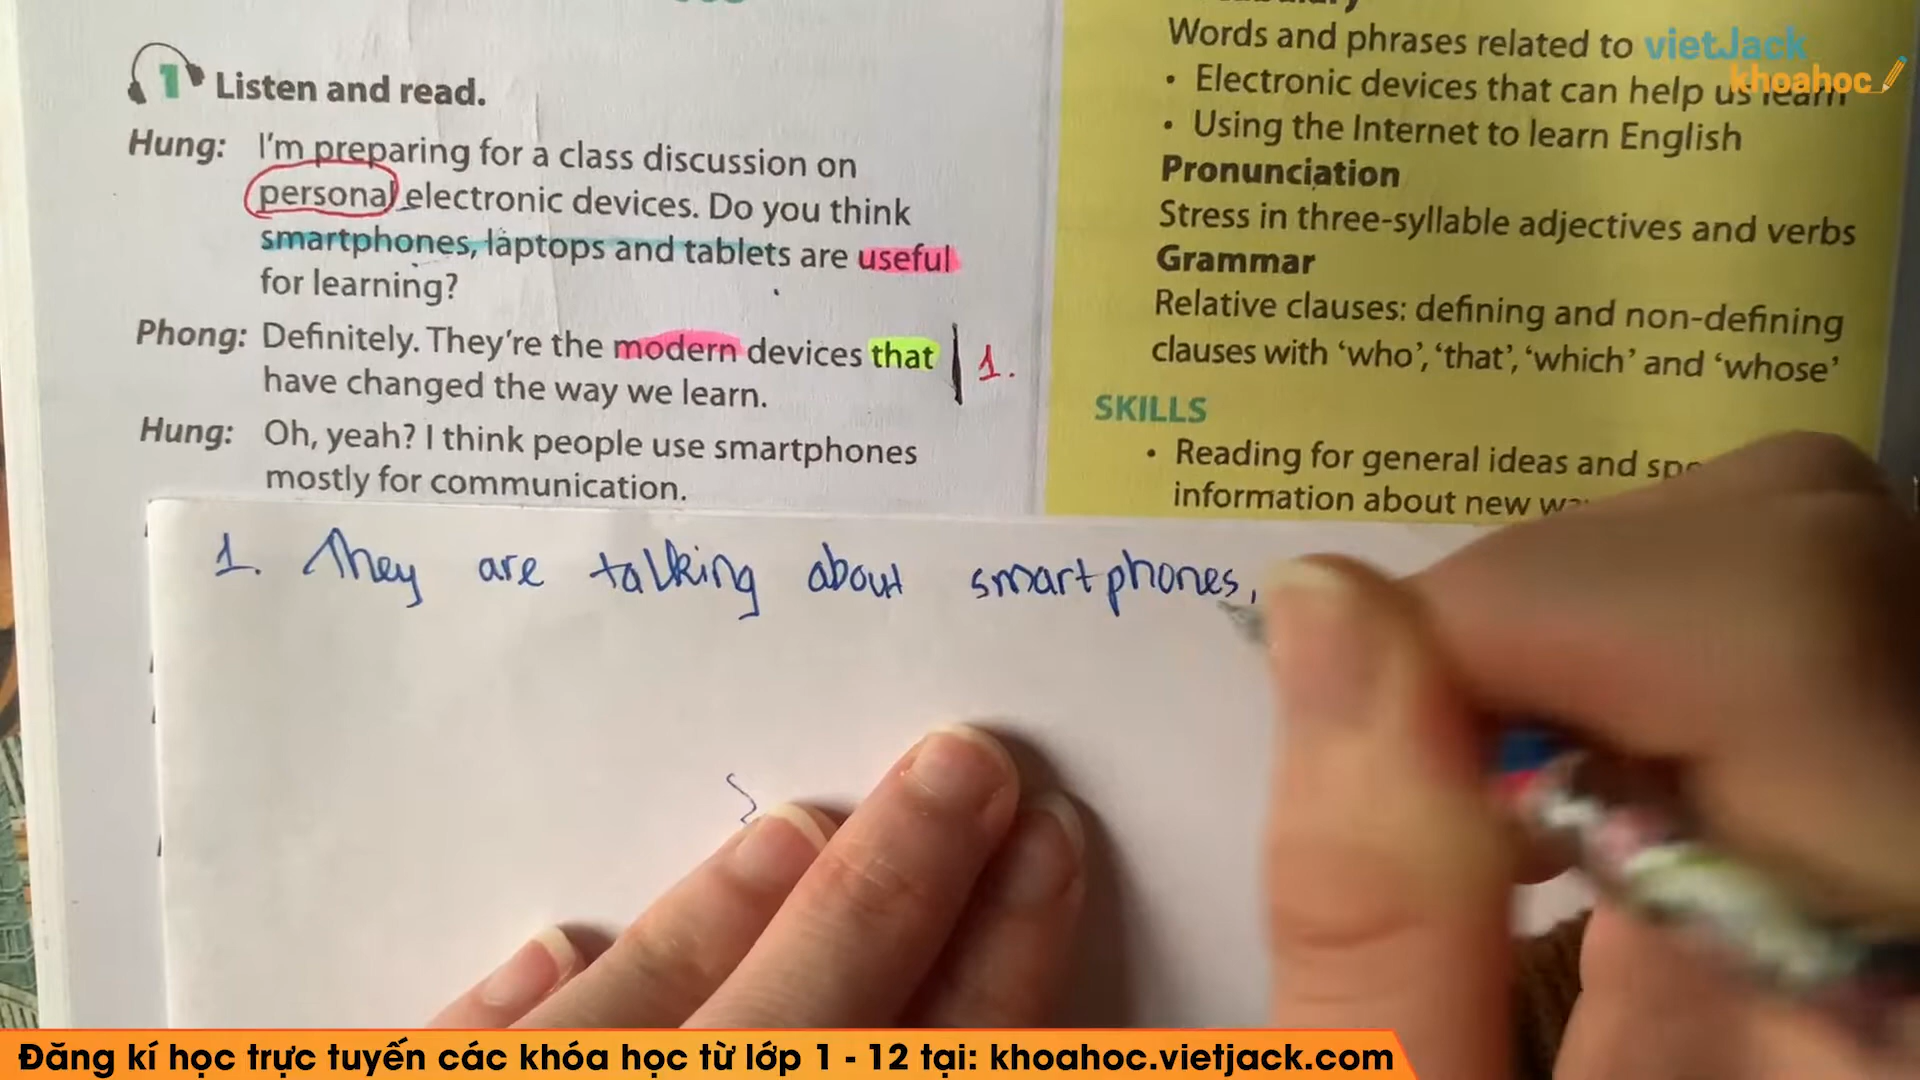 1 Listen and read.
Hung: I'm preparing for a class discussion on
personal electronic devices. Do you think
smartphones, laptops and tablets are useful
for learning?
Phong: Definitely. They're the modern devices that
have changed the way we learn.
1.
Hung: Oh, yeah? I think people use smartphones
mostly for communication.
Words and phrases related to
• Electronic devices that can help us learn
• Using the Internet to learn English
Pronunciation
Stress in three-syllable adjectives and verbs
Grammar
Relative clauses: defining and non-defining
clauses with 'who', 'that', 'which' and 'whose'
SKILLS
• Reading for general ideas and
information about new
vietJack
khoahoc
1. They are talking about smartphones,
Đăng kí học trực tuyến các khóa học từ lớp 1 - 12 tại: khoahoc.vietjack.com